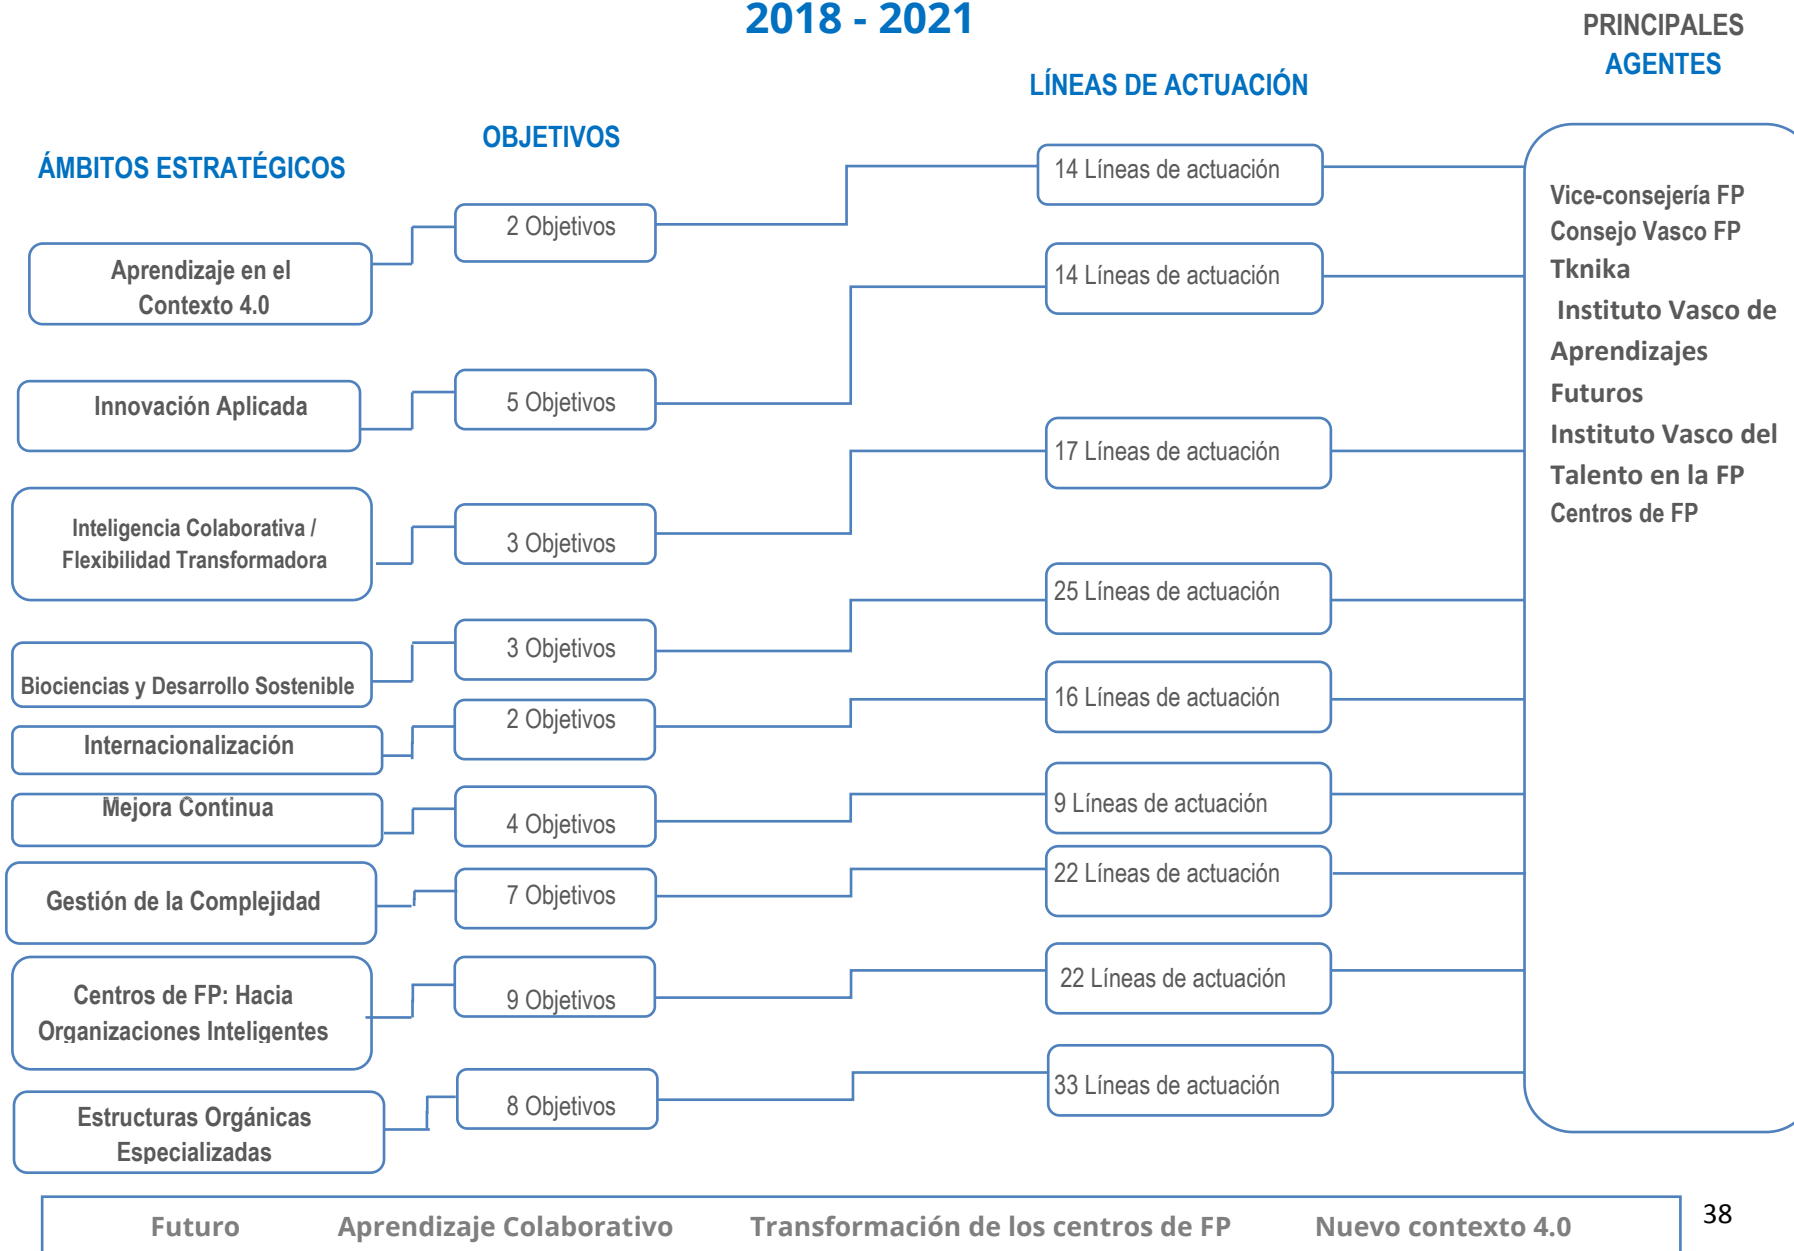 2018 - 2021
PRINCIPALES
AGENTES
LÍNEAS DE ACTUACIÓN
OBJETIVOS
ÁMBITOS ESTRATÉGICOS
Aprendizaje en el
Contexto 4.0
2 Objetivos
14 Líneas de actuación
Innovación Aplicada
5 Objetivos
14 Líneas de actuación
Inteligencia Colaborativa /
Flexibilidad Transformadora
3 Objetivos
17 Líneas de actuación
Biociencias y Desarrollo Sostenible
3 Objetivos
25 Líneas de actuación
Internacionalización
2 Objetivos
16 Líneas de actuación
Mejora Continua
4 Objetivos
9 Líneas de actuación
Gestión de la Complejidad
7 Objetivos
22 Líneas de actuación
Centros de FP: Hacia
Organizaciones Inteligentes
9 Objetivos
22 Líneas de actuación
Estructuras Orgánicas
Especializadas
8 Objetivos
33 Líneas de actuación
Vice-consejería FP
Consejo Vasco FP
Tknika
Instituto Vasco de
Aprendizajes
Futuros
Instituto Vasco del
Talento en la FP
Centros de FP
Futuro Aprendizaje Colaborativo Transformación de los centros de FP Nuevo contexto 4.0
38